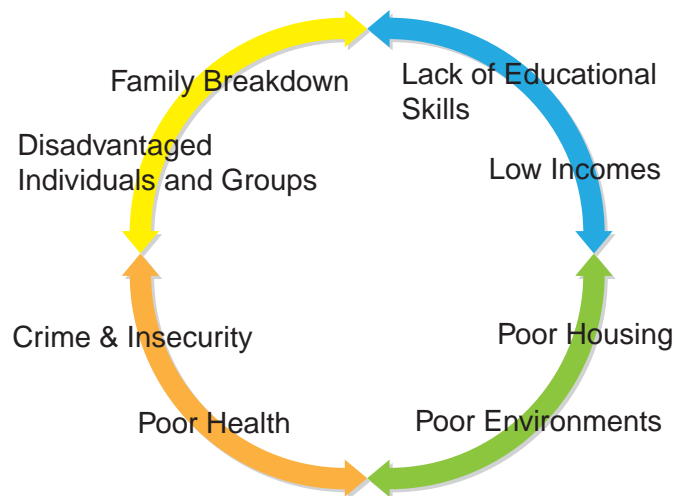 Family Breakdown
Lack of Educational
Skills
Disadvantaged
Individuals and Groups
Low Incomes
Crime & Insecurity
Poor Housing
Poor Health
Poor Environments